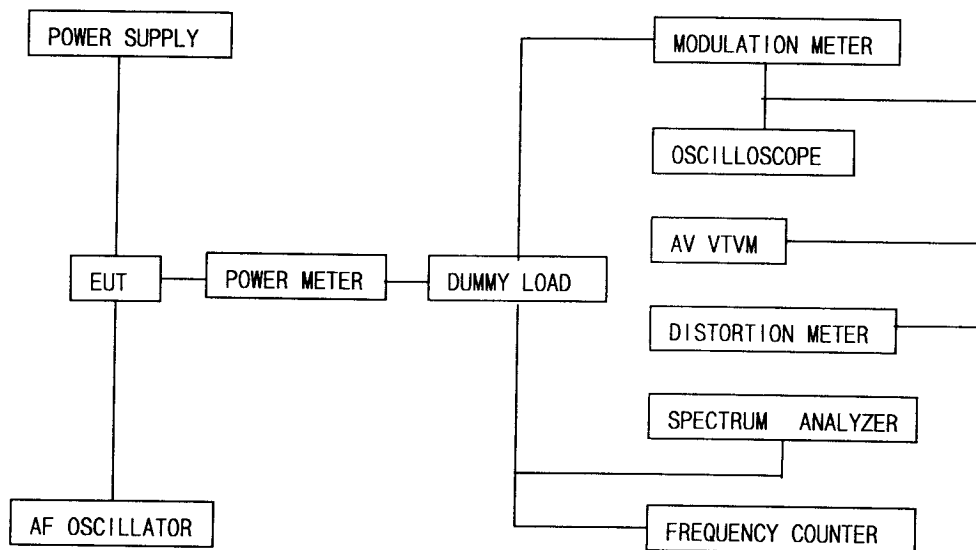 POWER SUPPLY
MODULATION METER
OSCILLOSCOPE
AV VTVM
EUT
POWER METER
DUMMY LOAD
DISTORTION METER
SPECTRUM ANALYZER
AF OSCILLATOR
FREQUENCY COUNTER